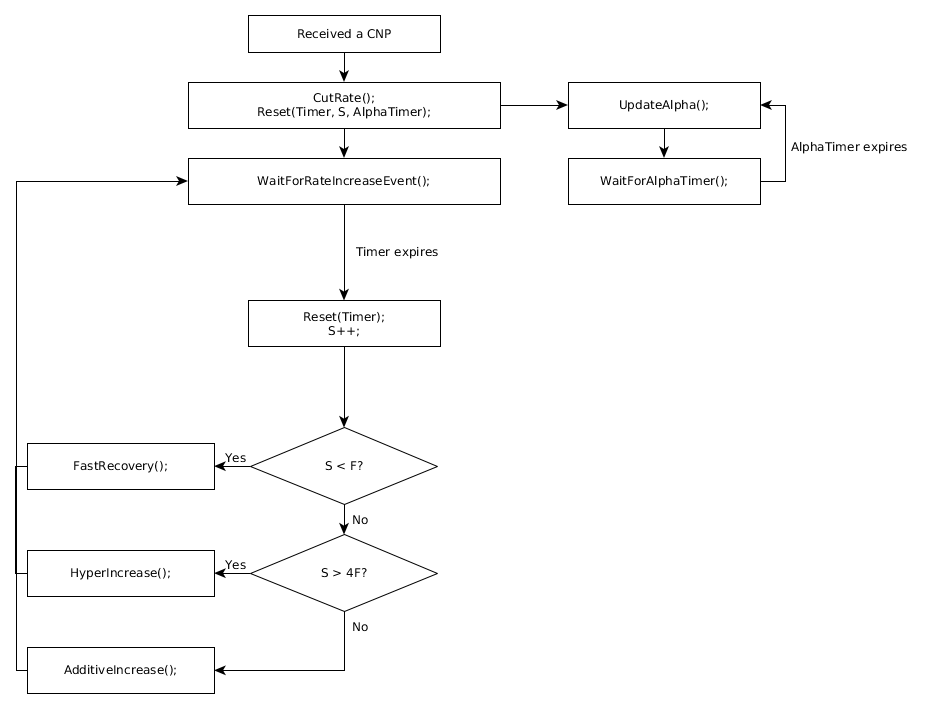 Received a CNP
CutRate();
Reset(Timer, S, AlphaTimer);
UpdateAlpha();
AlphaTimer expires
WaitForRateIncreaseEvent();
WaitForAlphaTimer();
Timer expires
Reset(Timer);
S++;
Yes
FastRecovery();
S < F?
No
Yes
HyperIncrease();
S > 4F?
No
AdditiveIncrease();